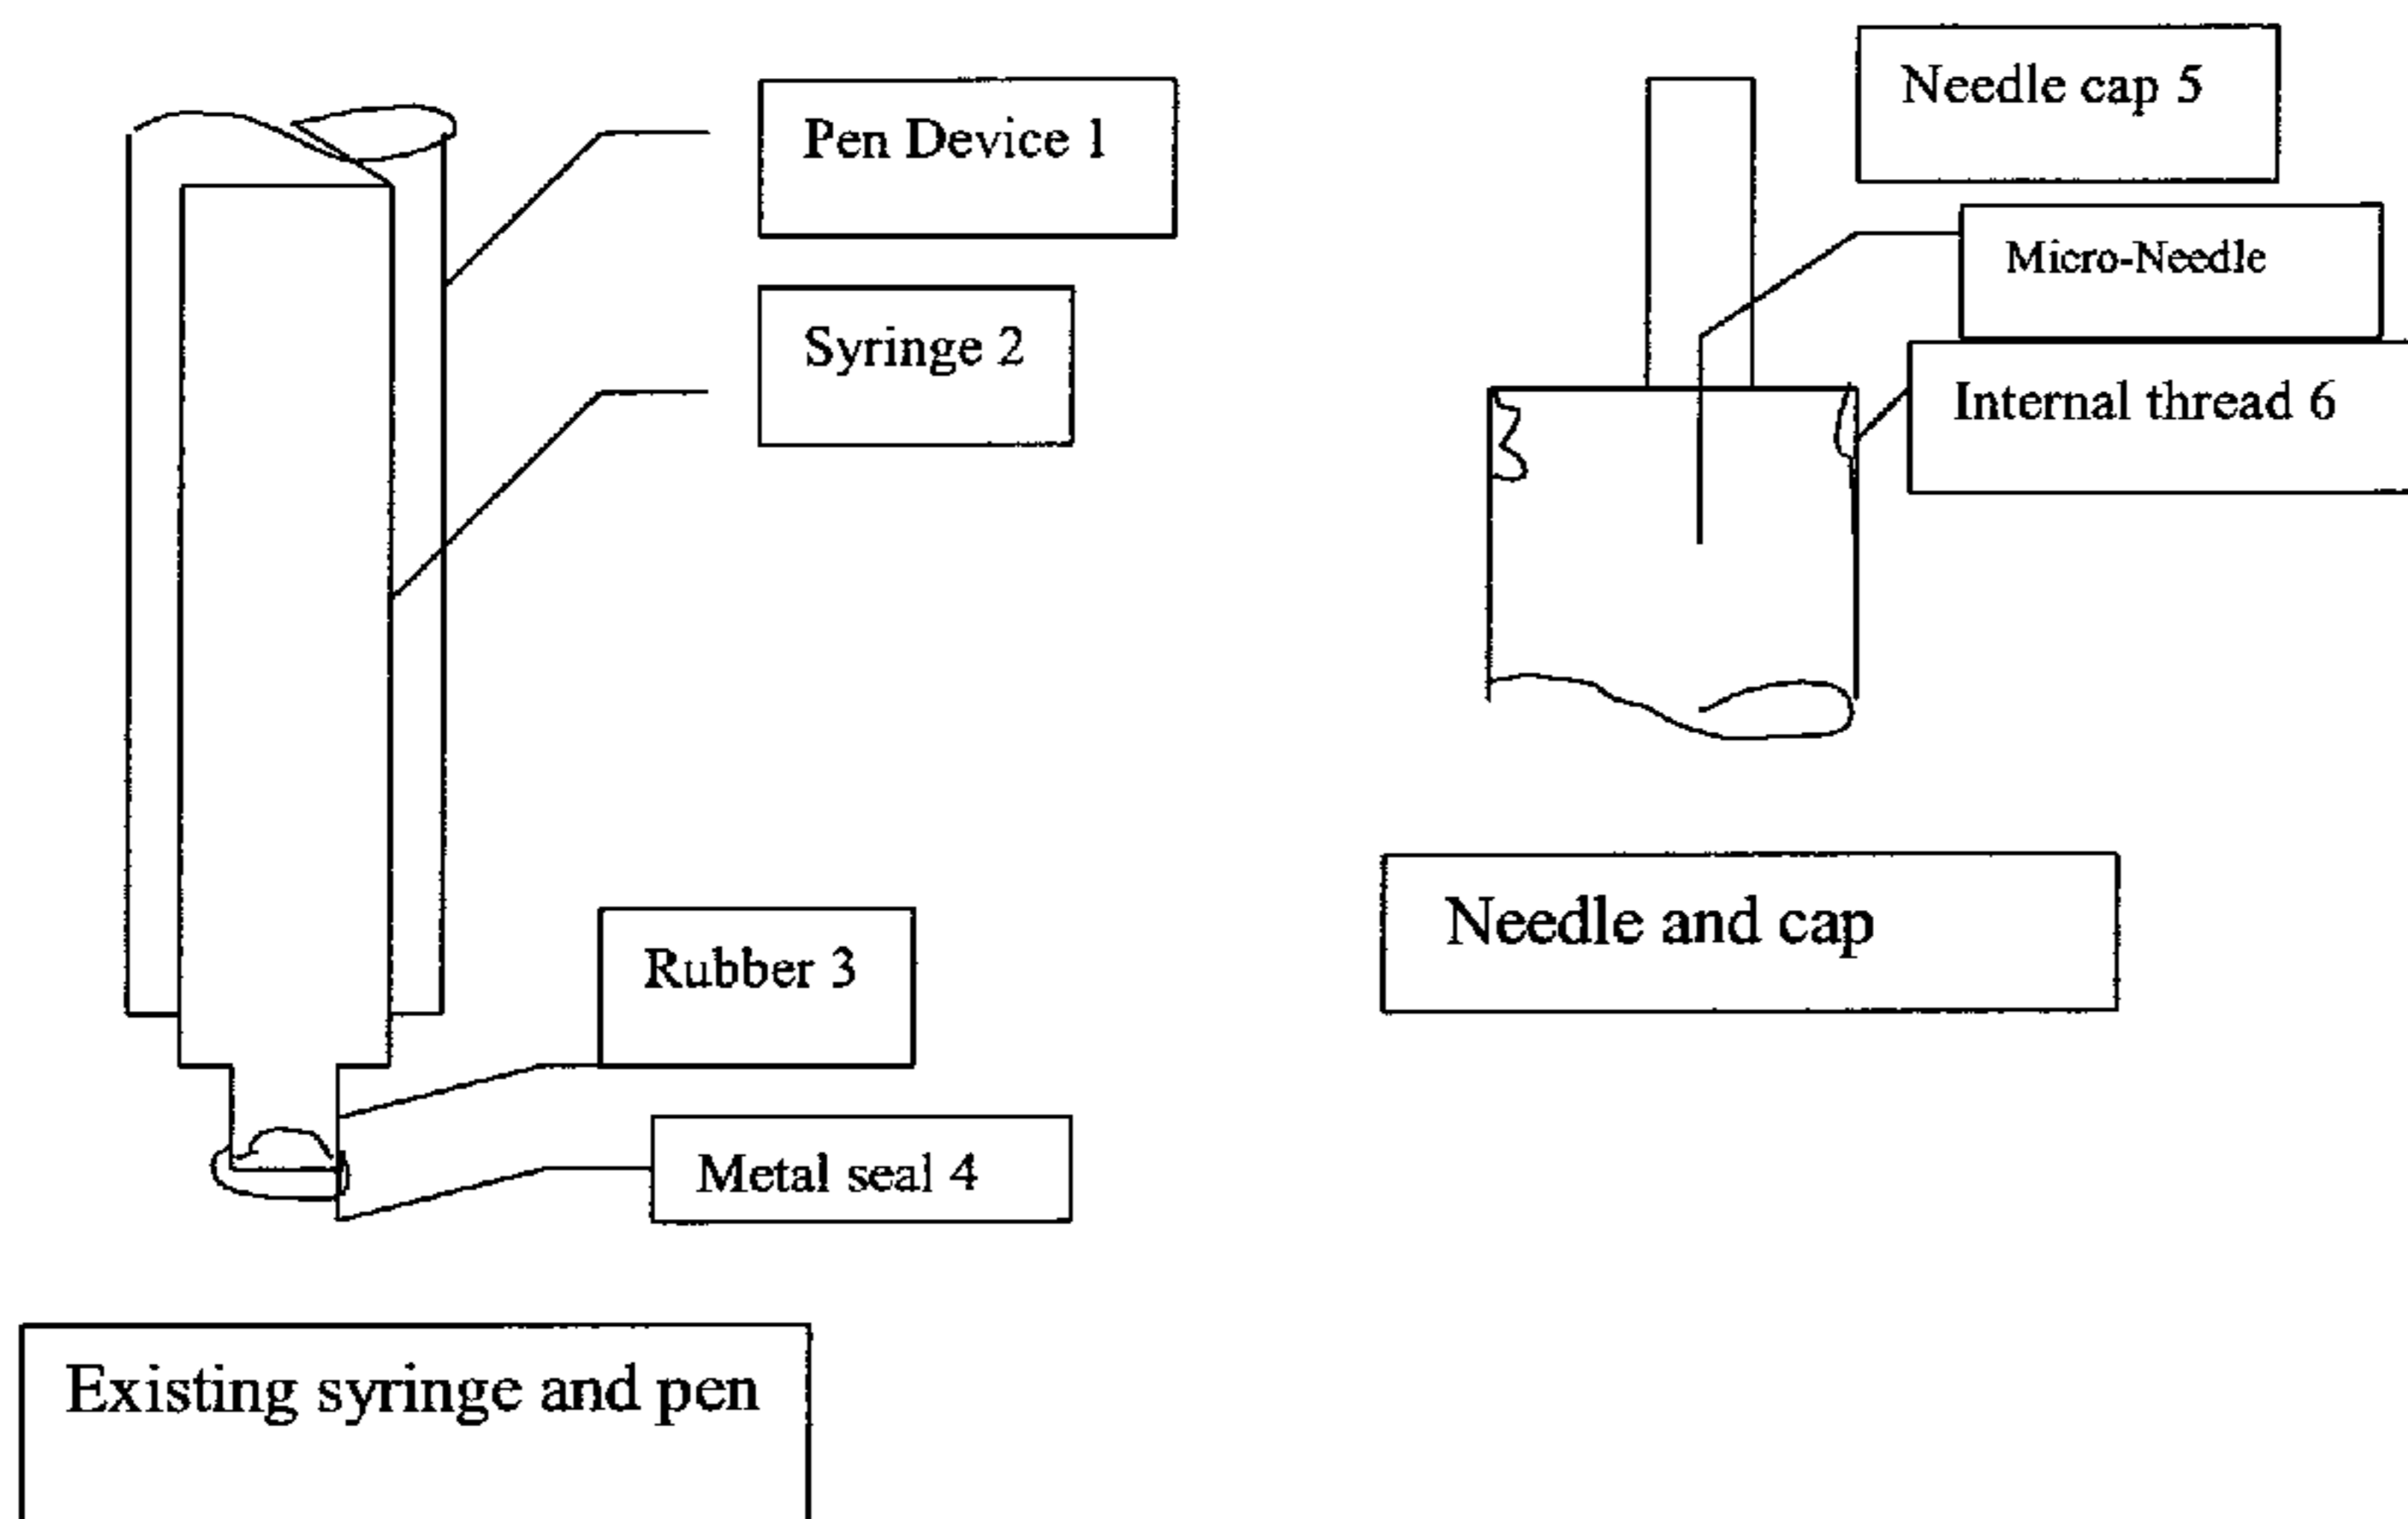 Pen Device 1
Syringe 2
Rubber 3
Metal seal 4
Existing syringe and pen
Needle cap 5
Micro-Needle
Internal thread 6
Needle and cap